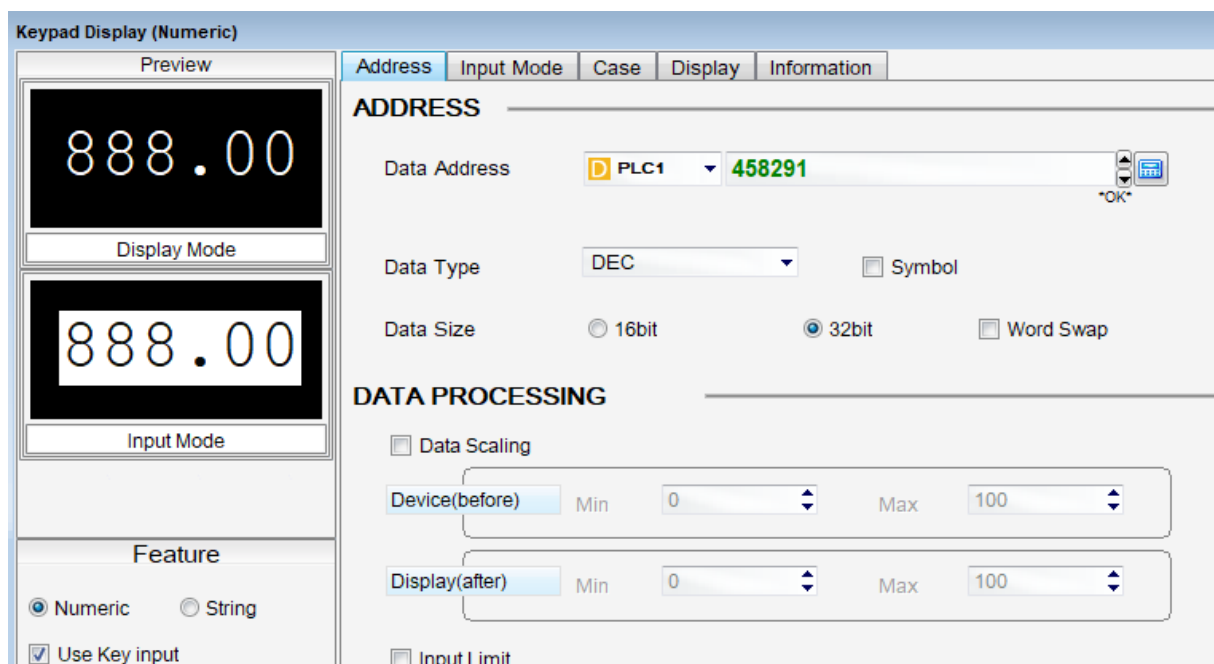 Keypad Display (Numeric)
Preview
888.00
Display Mode
888.00
Input Mode
Feature
Numeric String
Use Key input
Address Input Mode Case Display Information
ADDRESS
Data Address D PLC1 458291
*OK*
Data Type DEC Symbol
Data Size 16bit 32bit Word Swap
DATA PROCESSING
Data Scaling
Device(before) Min 0 Max 100
Display(after) Min 0 Max 100
Input Limit